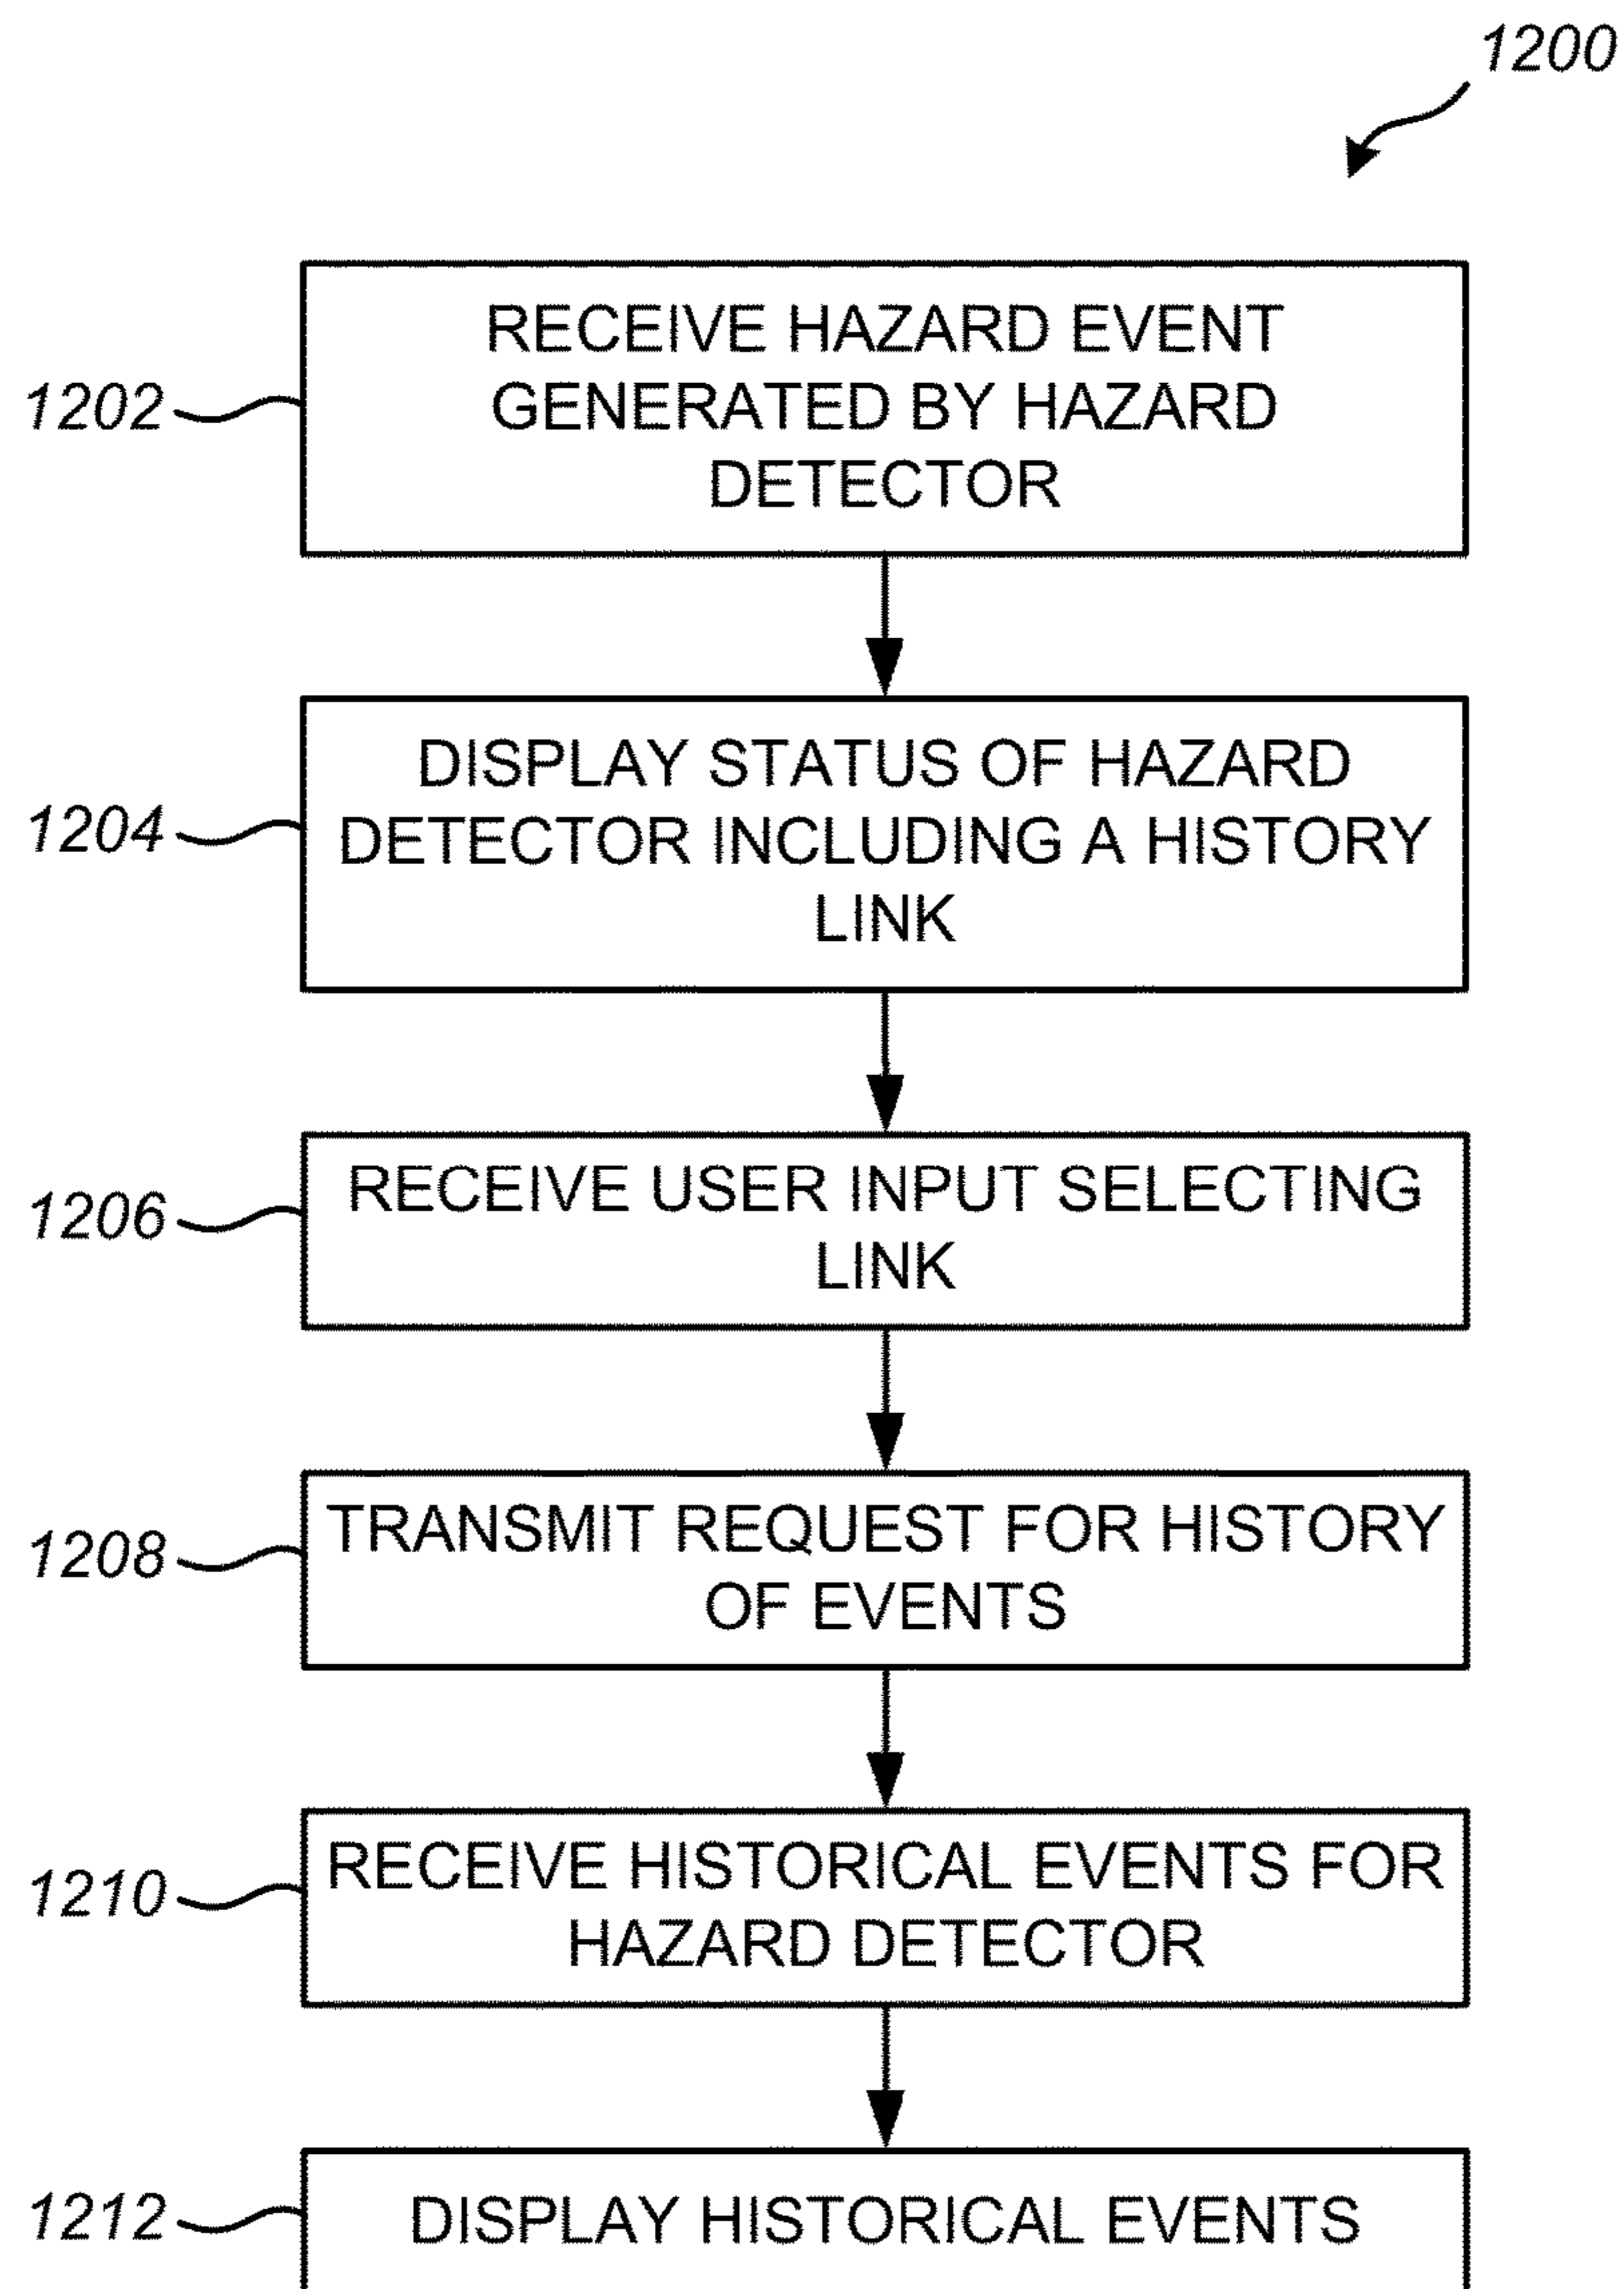 1200
RECEIVE HAZARD EVENT
GENERATED BY HAZARD
DETECTOR
1202
DISPLAY STATUS OF HAZARD
DETECTOR INCLUDING A HISTORY
LINK
1204
RECEIVE USER INPUT SELECTING
LINK
1206
TRANSMIT REQUEST FOR HISTORY
OF EVENTS
1208
RECEIVE HISTORICAL EVENTS FOR
HAZARD DETECTOR
1210
DISPLAY HISTORICAL EVENTS
1212